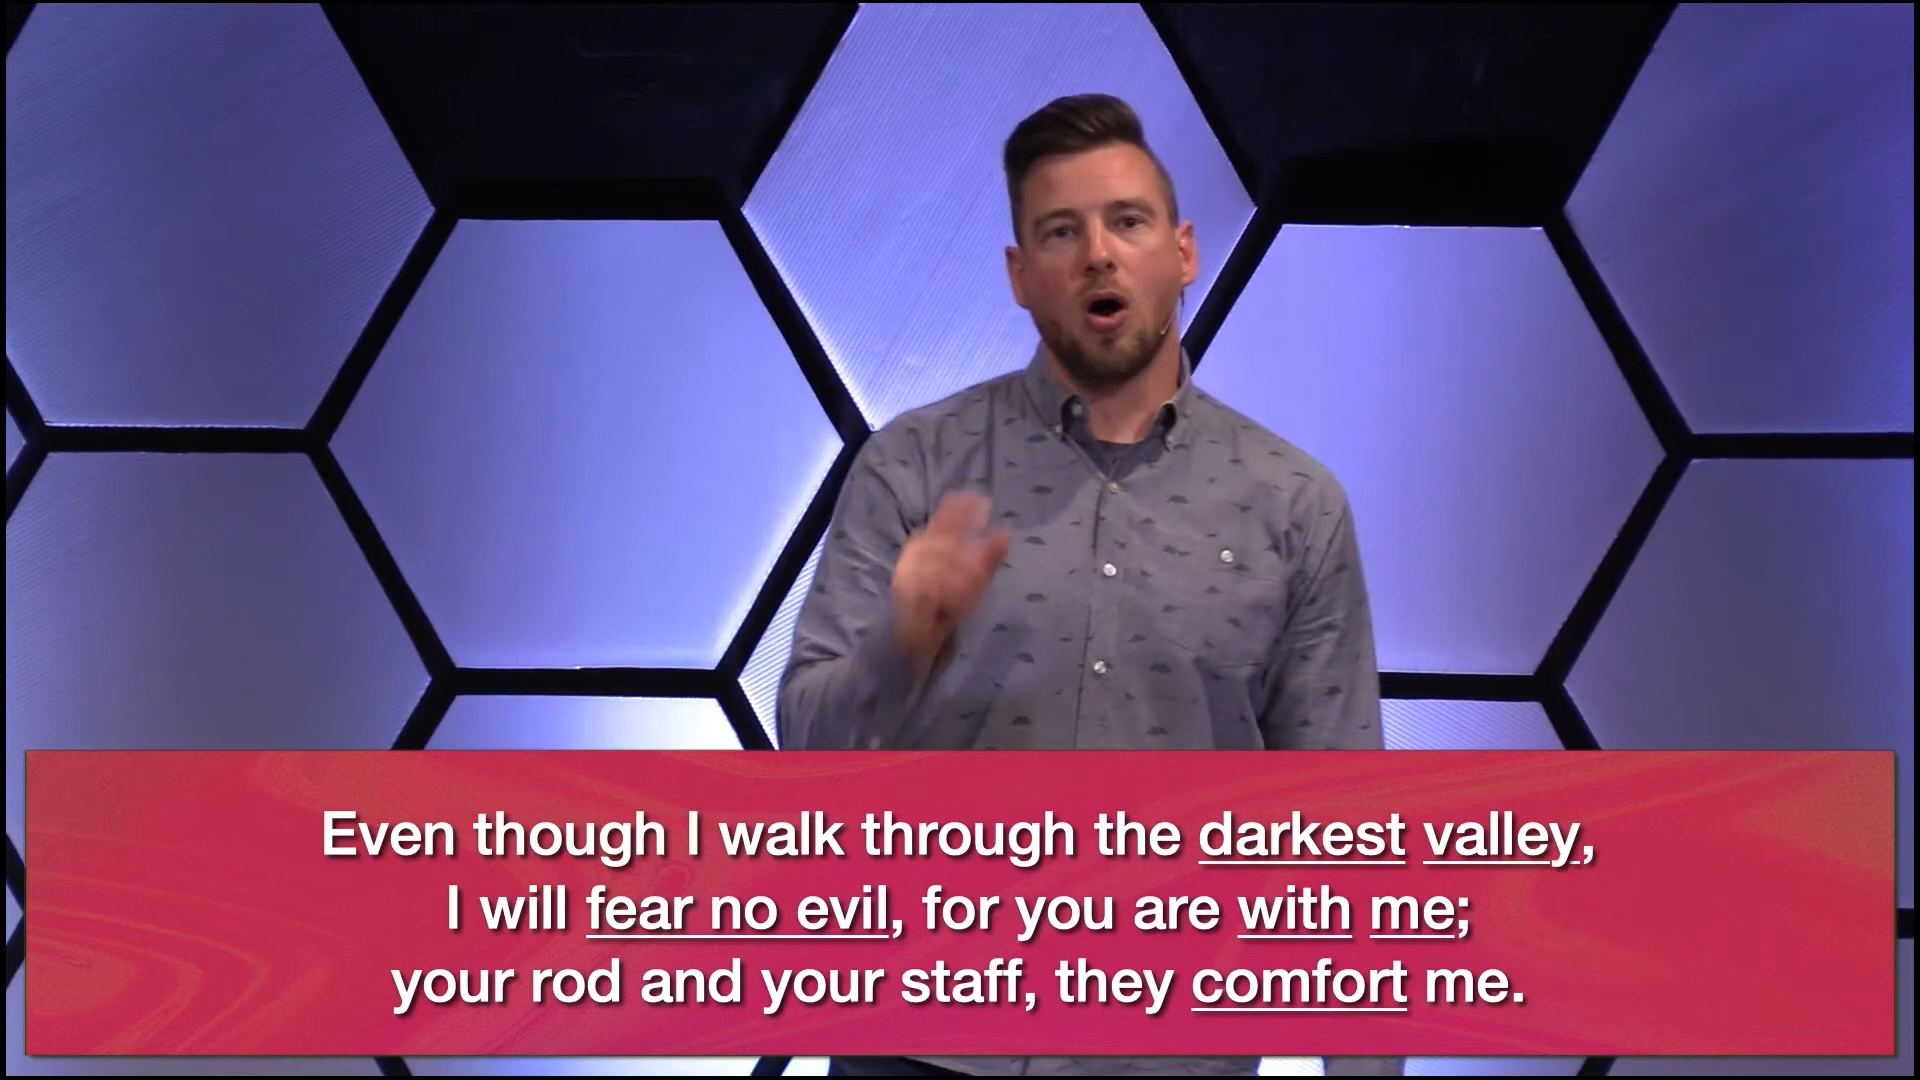 Even though I walk through the darkest valley,
I will fear no evil, for you are with me;
your rod and your staff, they comfort me.